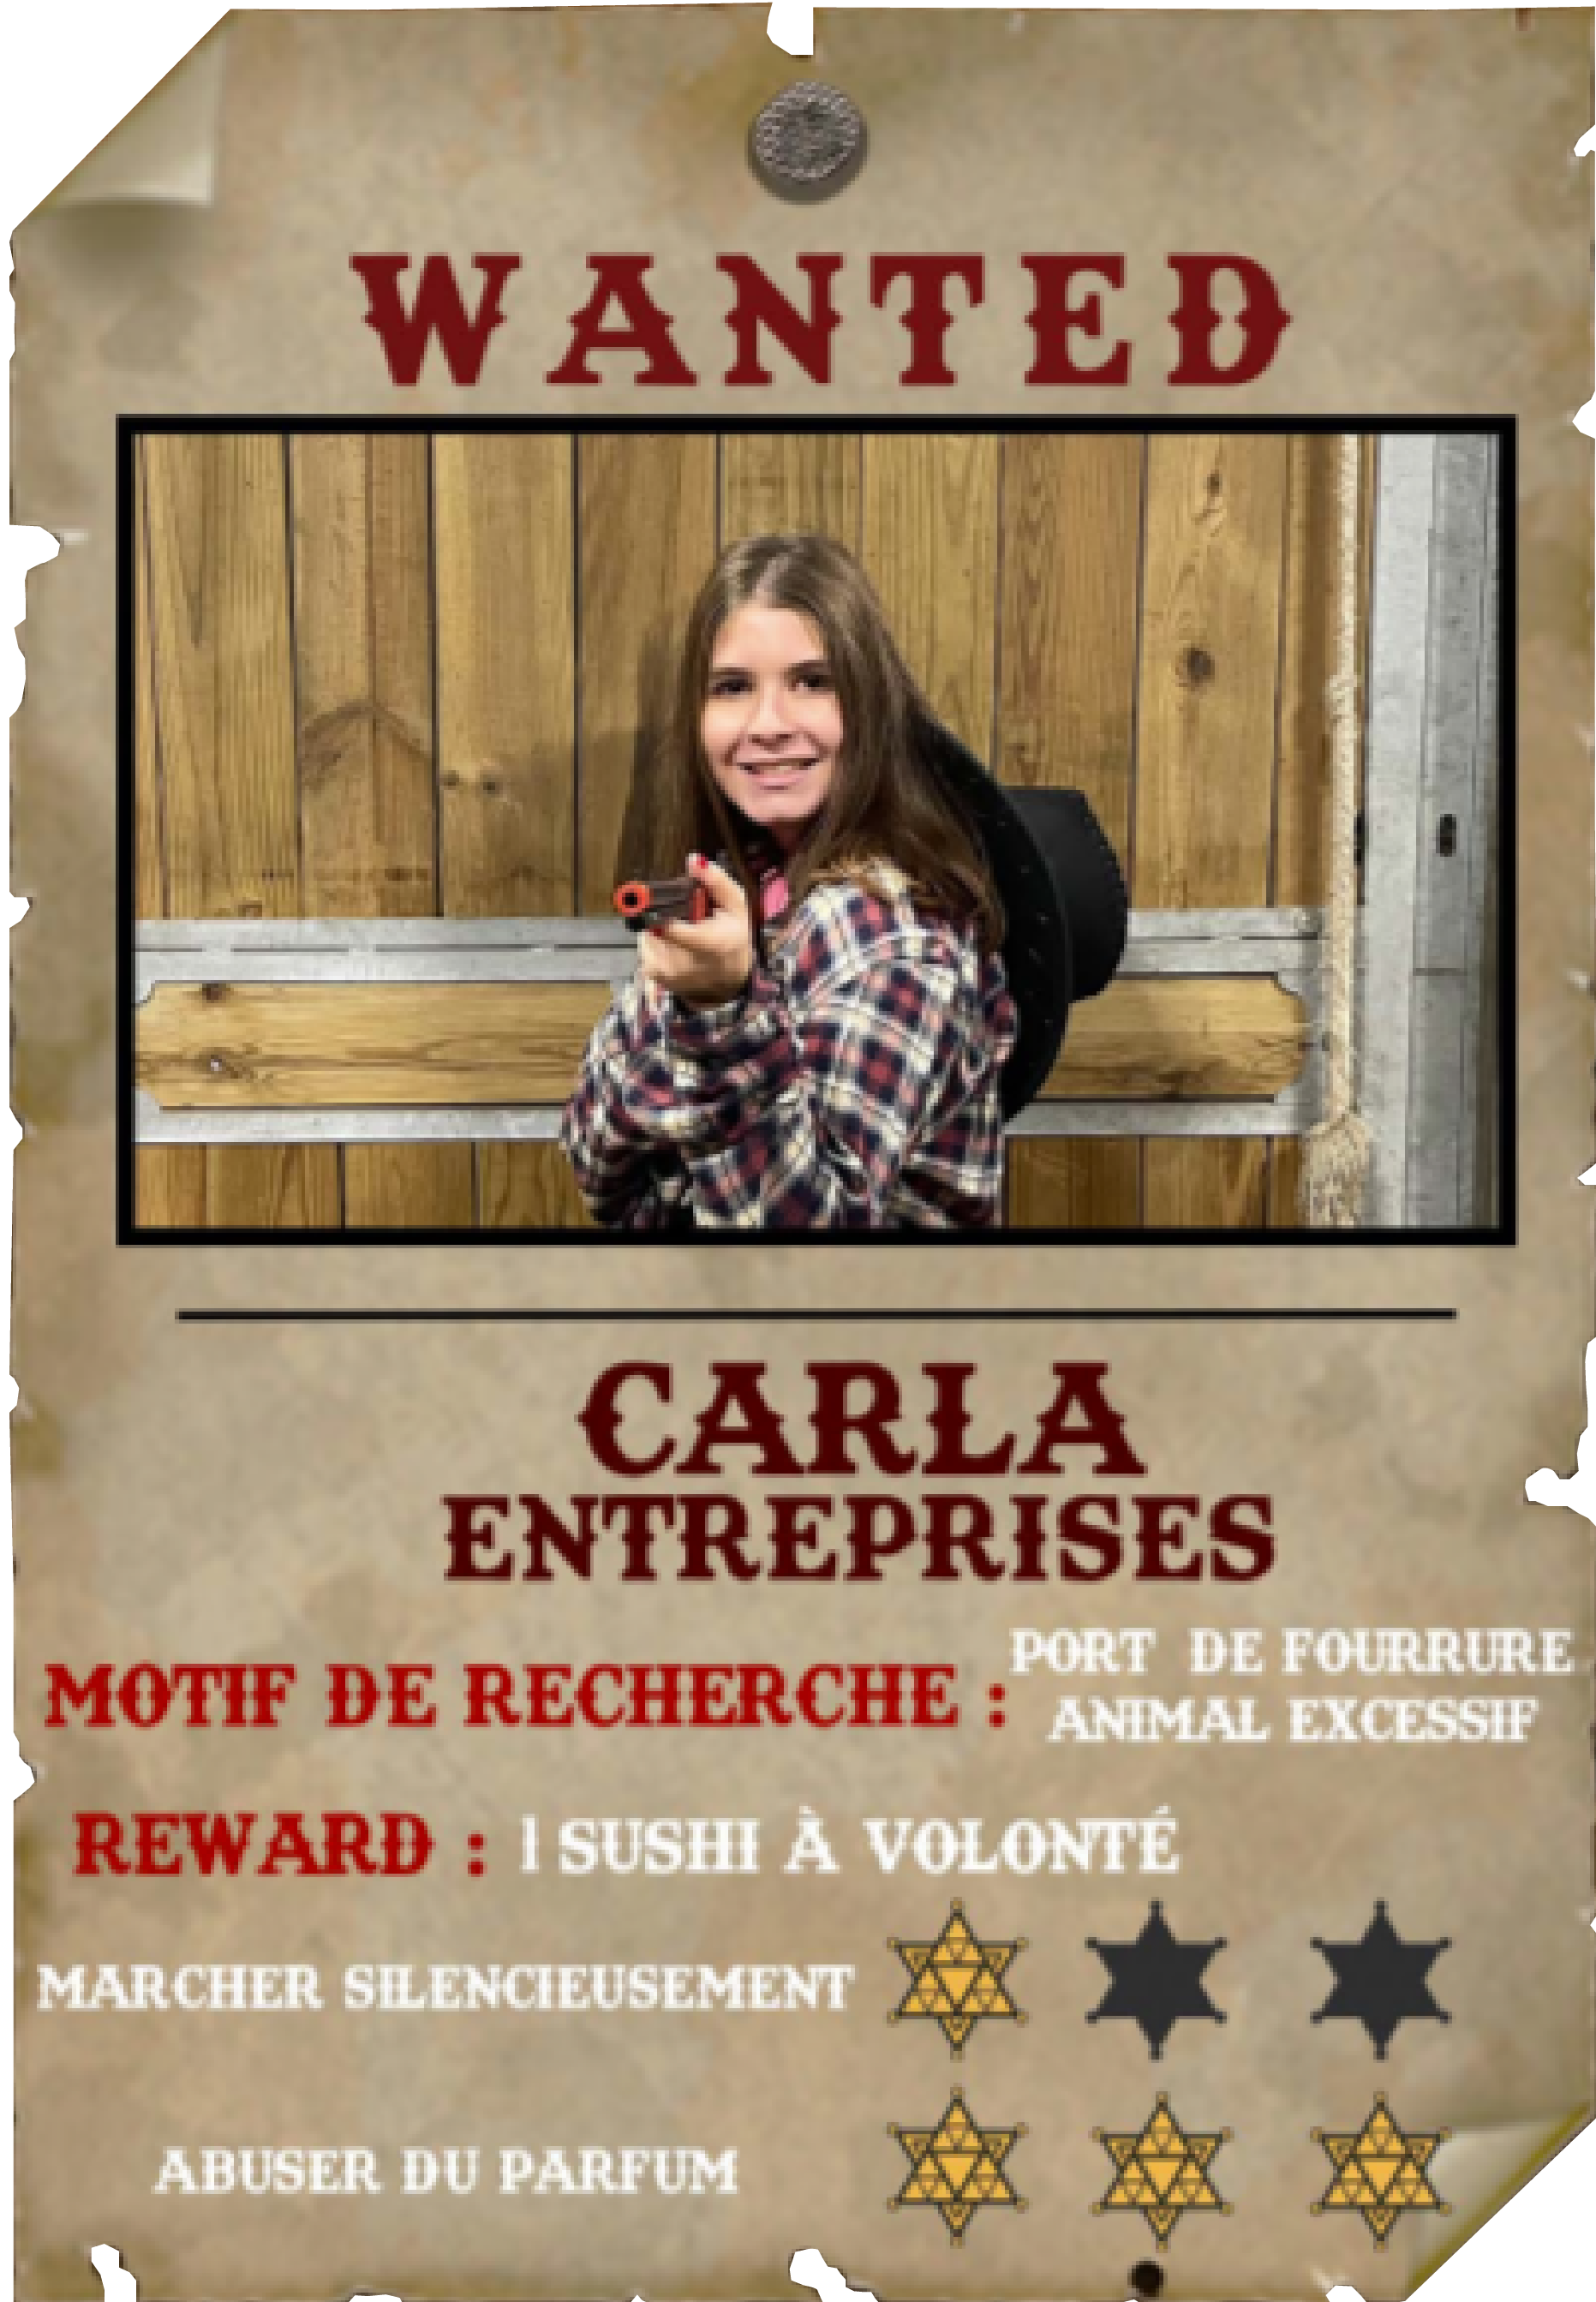 WANTED
CARLA
ENTREPRISES
MOTIF DE RECHERCHE : PORT DE FOURRURE
ANIMAL EXCESSIF
REWARD : 1 SUSHI À VOLONTÉ
MARCHER SILENCIEUSEMENT
ABUSER DU PARFUM